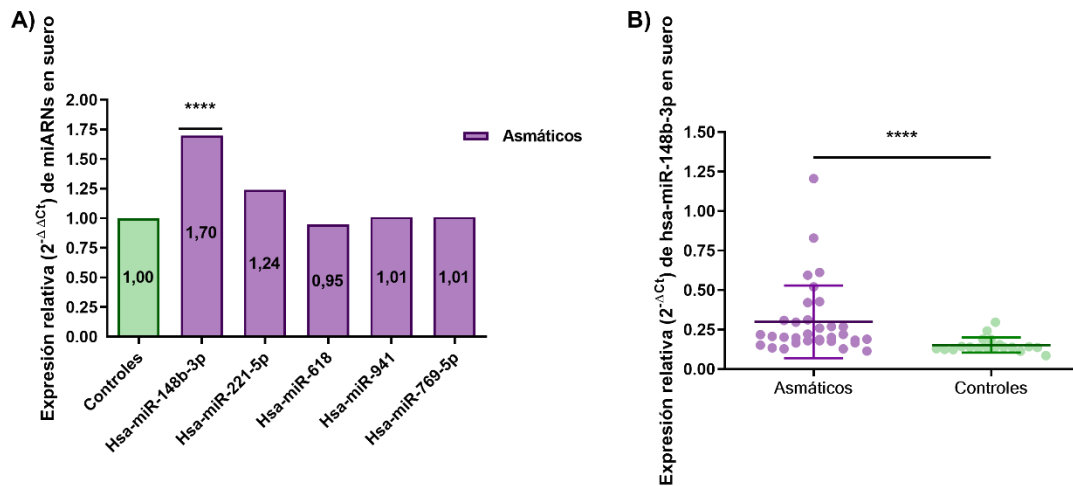 A)
Expresión relativa (2^-Δ ΔCt) de miARNs en suero
2.00
1.75
1.50
1.25
1.00
0.75
0.50
0.25
0.00
****
Asmáticos
1,00
1,70
1,24
0,95
1,01
1,01
Controles
Hsa-miR-148b-3p
Hsa-miR-221-5p
Hsa-miR-618
Hsa-miR-941
Hsa-miR-769-5p
B)
Expresión relativa (2^-ΔCt) de hsa-miR-148b-3p en suero
1.50
1.25
1.00
0.75
0.50
0.25
0.00
****
Asmáticos
Controles